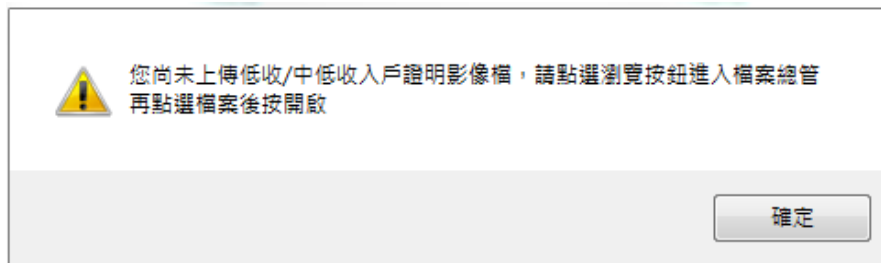 您尚未上傳低收/中低收入戶證明影像檔，請點選瀏覽按鈕進入檔案總管
再點選檔案後按開啟
確定